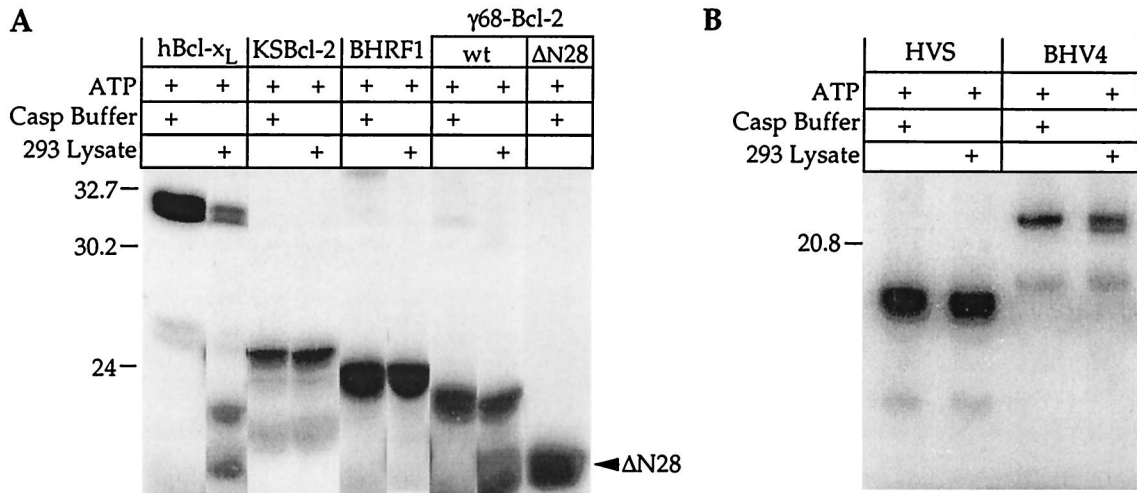 A
γ68-Bcl-2
hBcl-xL KSBcl-2 BHRF1 wt ΔN28
ATP + + + + + + + + +
Casp Buffer + + + + +
293 Lysate + + + +
32.7
30.2
24
ΔN28
B
HVS BHV4
ATP + + + +
Casp Buffer + +
293 Lysate + +
20.8